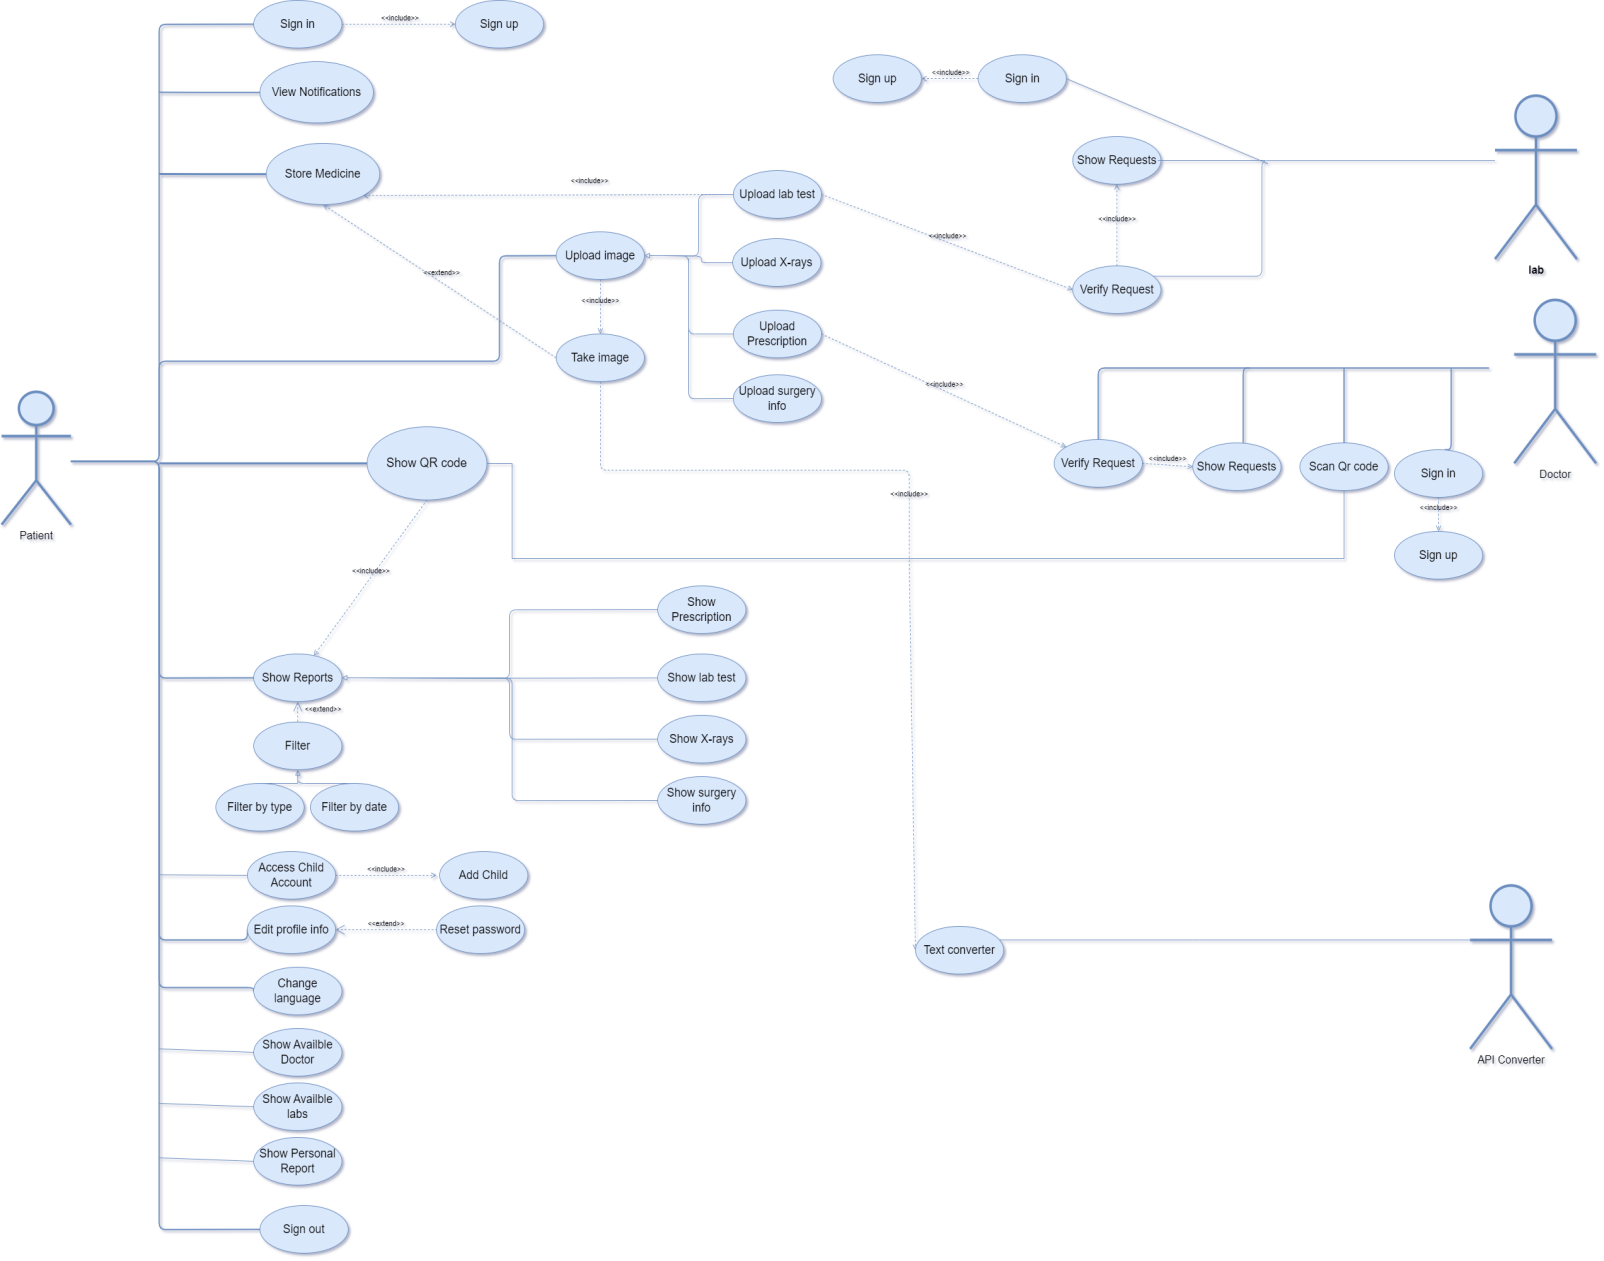 Sign in
<<include>>
Sign up
View Notifications
Sign up
<<include>>
Sign in
Store Medicine
<<include>>
Upload lab test
Show Requests
<<include>>
<<include>>
Upload image
Upload X-rays
<<extend>>
<<include>>
Verify Request
lab
Take image
Upload
Prescription
<<include>>
Upload surgery
info
Patient
Show QR code
<<include>>
Verify Request
<<include>>
Show Requests
Scan Qr code
Sign in
<<include>>
Sign up
Doctor
<<include>>
Show
Prescription
Show Reports
Show lab test
<<extend>>
Filter
Show X-rays
Filter by type
Filter by date
Show surgery
info
Access Child
Account
<<include>>
Add Child
Edit profile info
<<extend>>
Reset password
Text converter
Change
language
Show Availble
Doctor
API Converter
Show Availble
labs
Show Personal
Report
Sign out